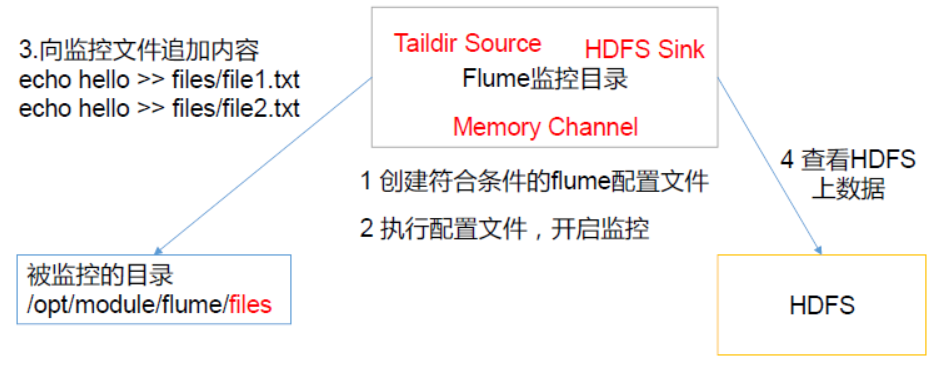 3.向监控文件追加内容
echo hello >> files/file1.txt
echo hello >> files/file2.txt
Taildir Source
HDFS Sink
Flume监控目录
Memory Channel
1 创建符合条件的flume配置文件
2 执行配置文件，开启监控
4 查看HDFS
上数据
被监控的目录
/opt/module/flume/files
HDFS